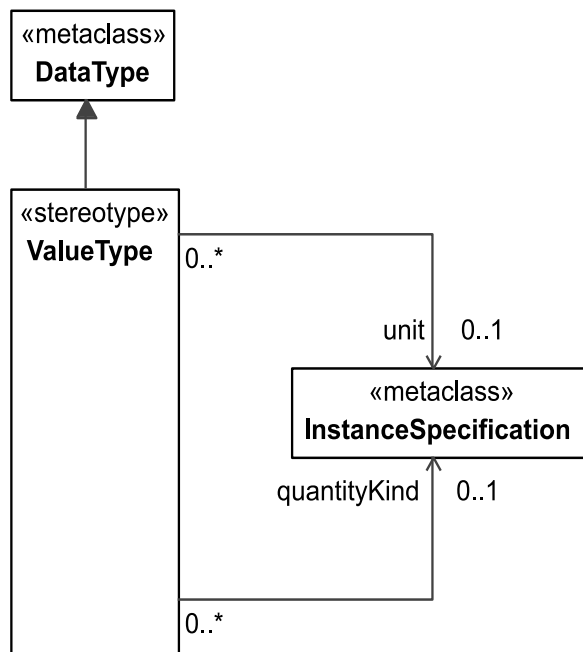 «metaclass»
DataType
«stereotype»
ValueType
0..*
unit 0..1
«metaclass»
InstanceSpecification
quantityKind 0..1
0..*